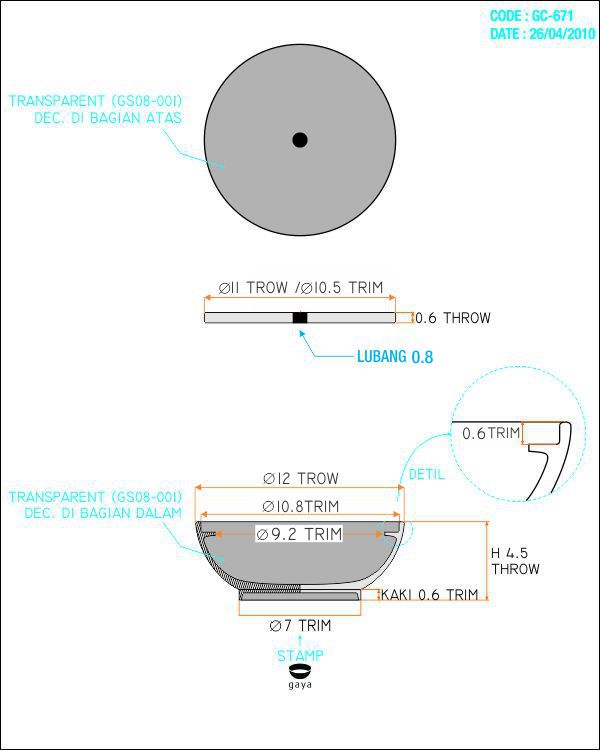 CODE : GC-671
DATE : 26/04/2010
TRANSPARENT (GS08-001)
DEC. DI BAGIAN ATAS
Ø11 TROW /Ø10.5 TRIM
0.6 THROW
LUBANG 0.8
0.6 TRIM
DETIL
Ø12 TROW
Ø10.8TRIM
TRANSPARENT (GS08-001)
DEC. DI BAGIAN DALAM
Ø9.2 TRIM
H 4.5
THROW
KAKI 0.6 TRIM
Ø7 TRIM
STAMP
gaya